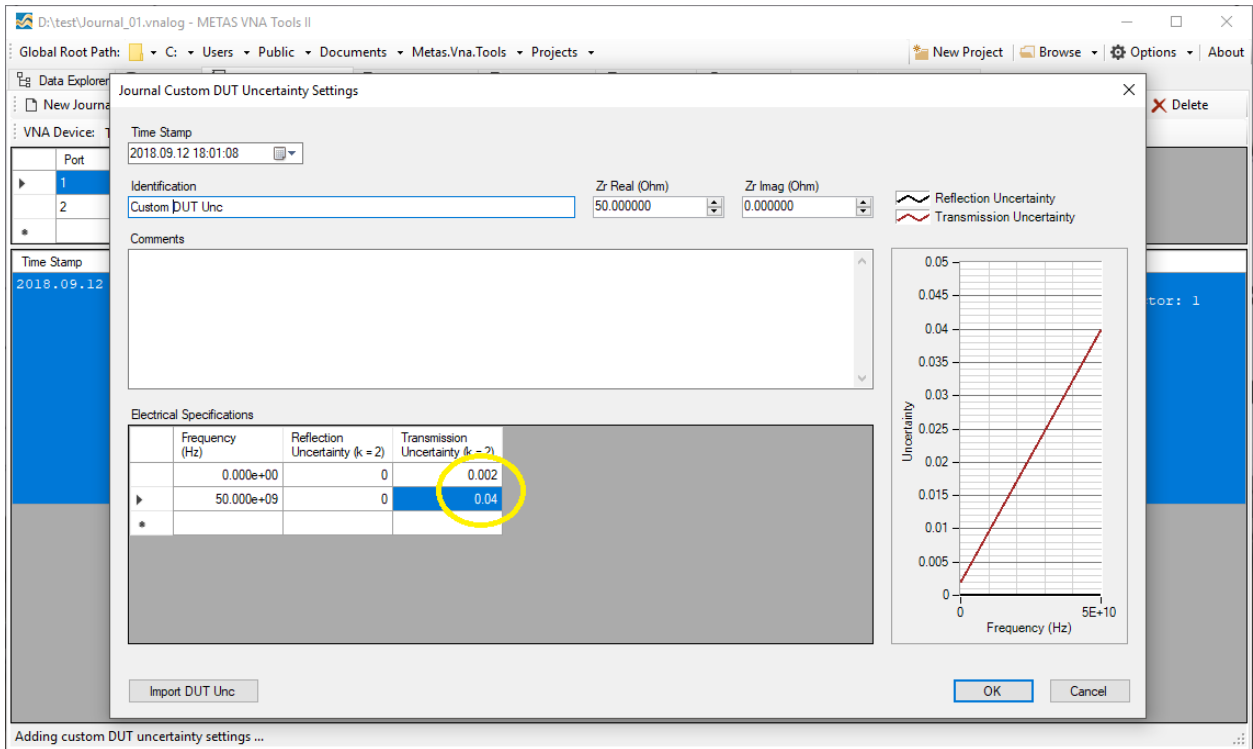 D:\test\Journal_01.vnalog - METAS VNA Tools II
Global Root Path: C: Users Public Documents Metas.Vna.Tools Projects New Project Browse Options About
Data Explorer
New Journa Delete
VNA Device:
Port
1
2
Time Stamp
2018.09.12
tor: 1
Journal Custom DUT Uncertainty Settings
Time Stamp
2018.09.12 18:01:08
Identification Zr Real (Ohm) Zr Imag (Ohm)
Custom DUT Unc 50.000000 0.000000
Comments
Reflection Uncertainty
Transmission Uncertainty
Electrical Specifications
Frequency (Hz) Reflection Uncertainty (k = 2) Transmission Uncertainty (k = 2)
0.000e+00 0 0.002
50.000e+09 0 0.04
0.05
0.045
0.04
0.035
0.03
0.025
0.02
0.015
0.01
0.005
0
Uncertainty
0 5E+10
Frequency (Hz)
Import DUT Unc OK Cancel
Adding custom DUT uncertainty settings ...